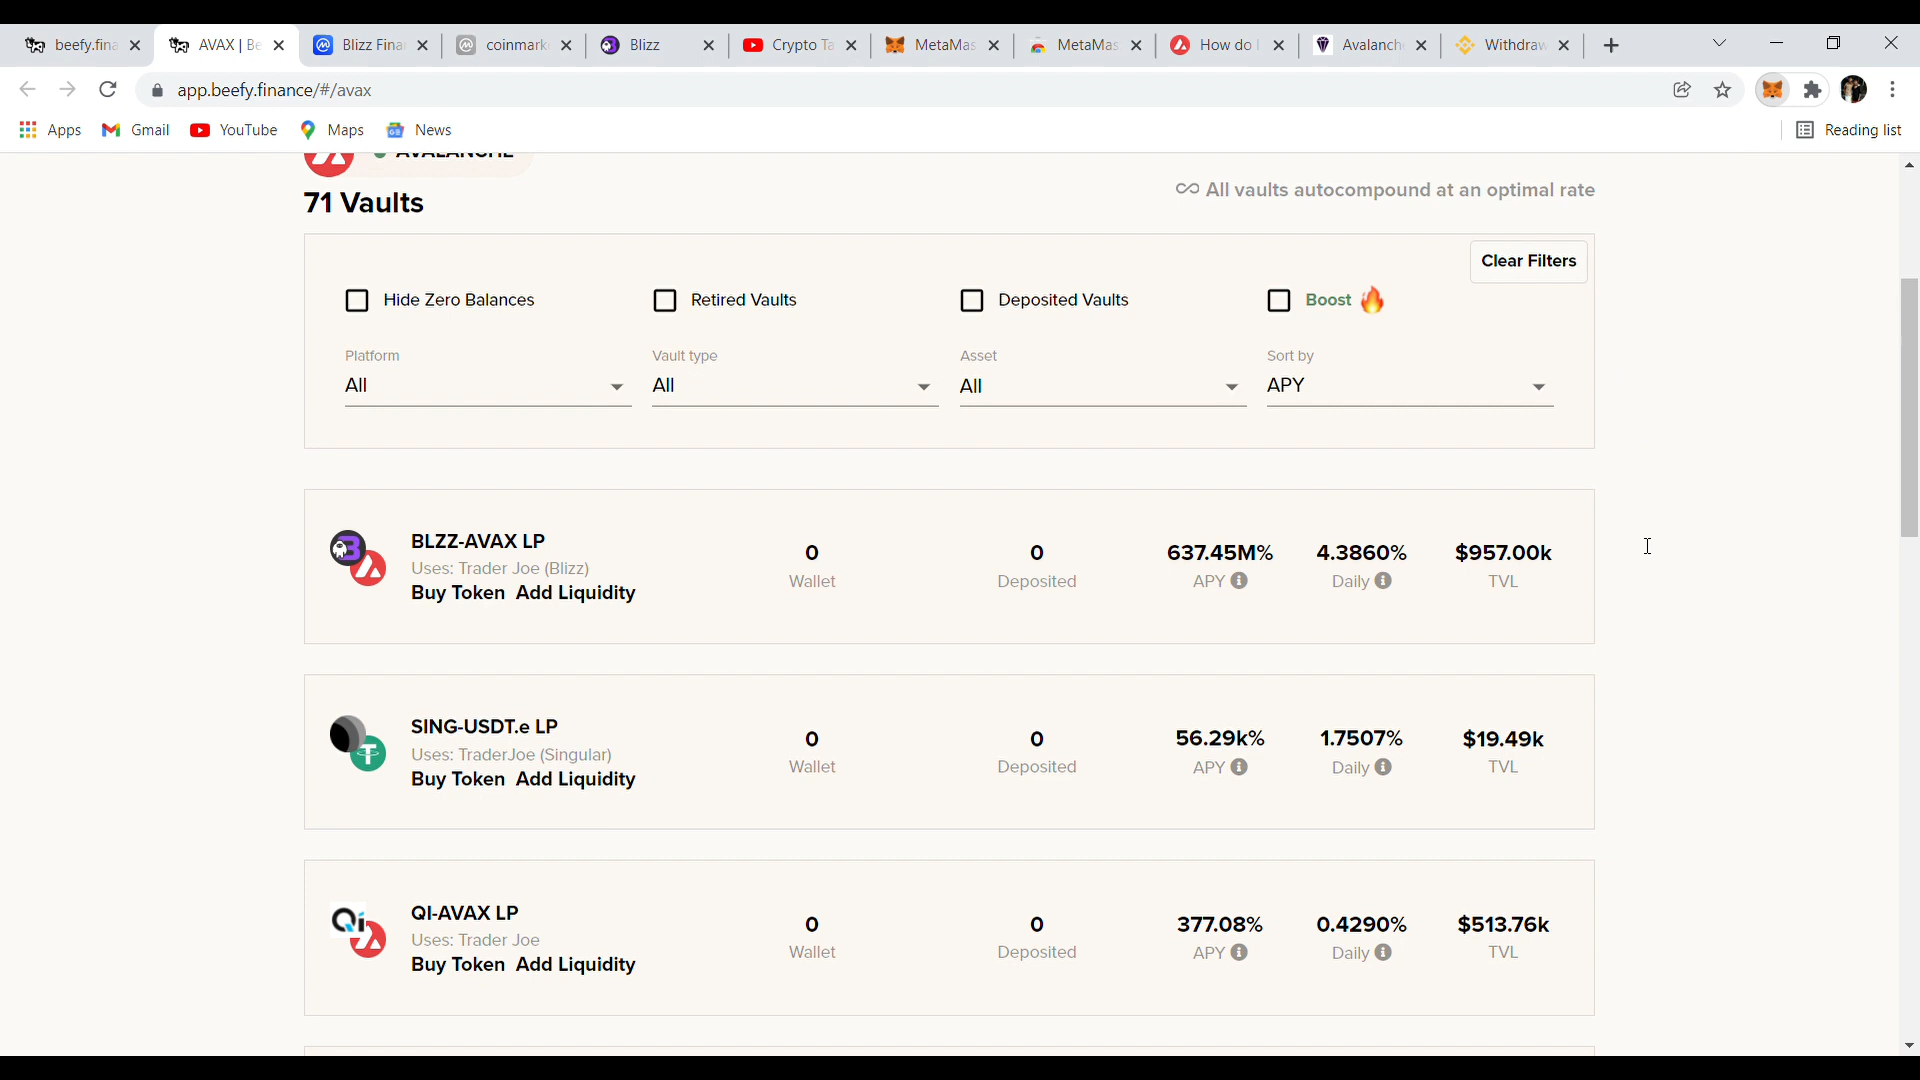 beefy.fina
AVAX | Be
Blizz Finan
coinmark
Blizz
Crypto Ta
MetaMas
MetaMas
How do I
Avalanch
Withdraw
app.beefy.finance/#/avax
Apps Gmail YouTube Maps News Reading list
AVALANCHE
71 Vaults
All vaults autocompound at an optimal rate
Clear Filters
Hide Zero Balances Retired Vaults Deposited Vaults Boost
Platform Vault type Asset Sort by
All All All APY
BLZZ-AVAX LP
Uses: Trader Joe (Blizz)
Buy Token Add Liquidity
0 0 637.45M% 4.3860% $957.00k
Wallet Deposited APY Daily TVL
SING-USDT.e LP
Uses: TraderJoe (Singular)
Buy Token Add Liquidity
0 0 56.29k% 1.7507% $19.49k
Wallet Deposited APY Daily TVL
QI-AVAX LP
Uses: Trader Joe
Buy Token Add Liquidity
0 0 377.08% 0.4290% $513.76k
Wallet Deposited APY Daily TVL